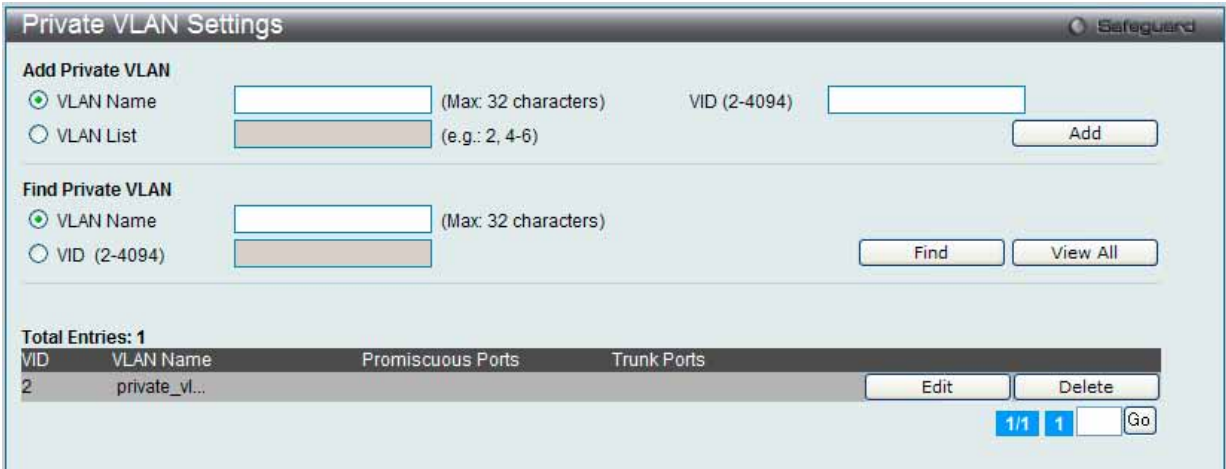 Private VLAN Settings Safeguard
Add Private VLAN
VLAN Name (Max: 32 characters) VID (2-4094)
VLAN List (e.g.: 2, 4-6) Add
Find Private VLAN
VLAN Name (Max: 32 characters)
VID (2-4094) Find View All
Total Entries: 1
VID VLAN Name Promiscuous Ports Trunk Ports
2 private_vl... Edit Delete
1/1 1 Go